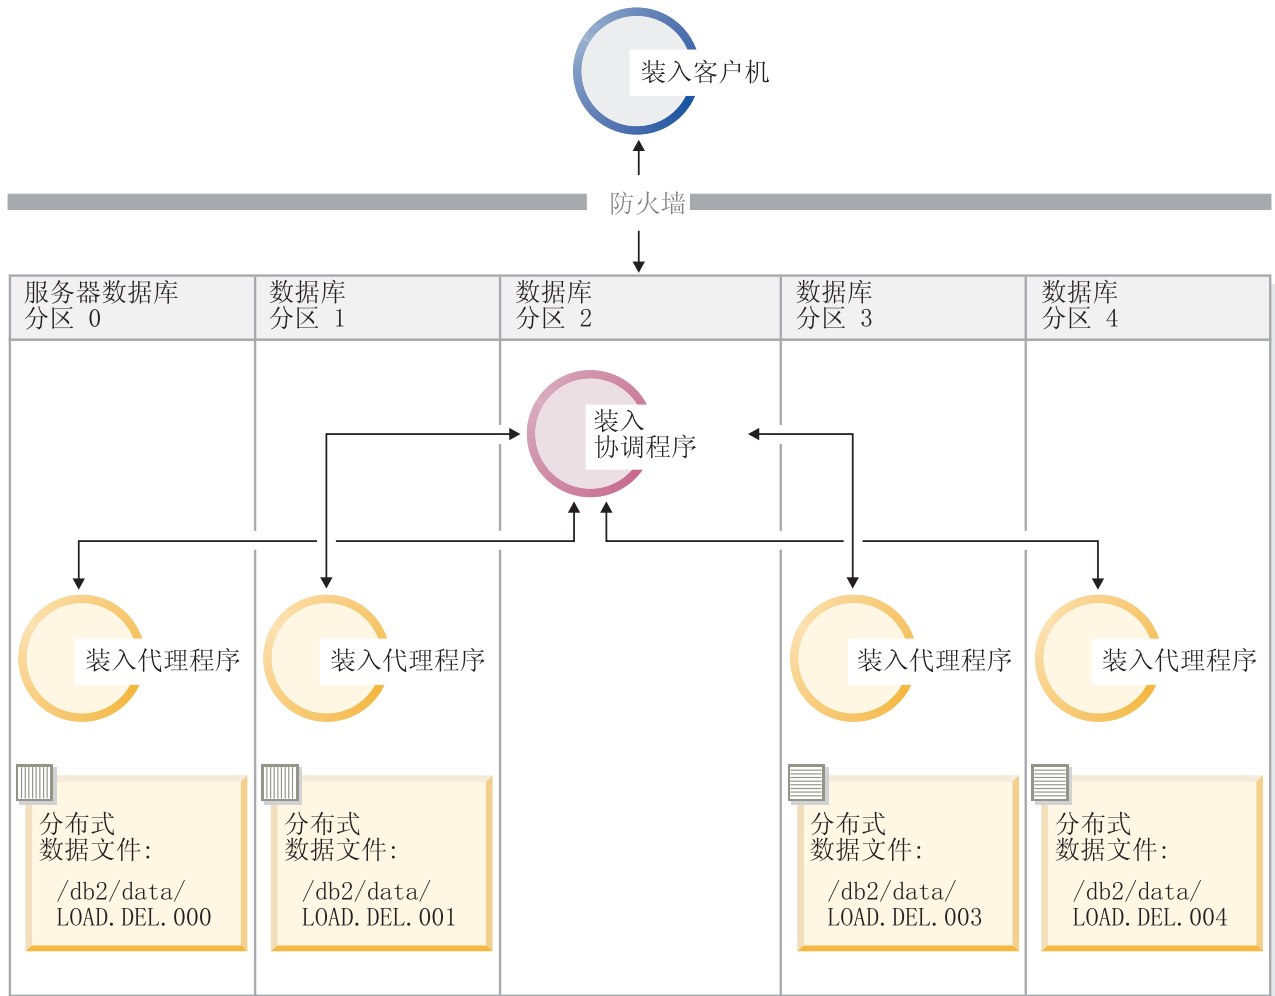 装入客户机
防火墙
服务器数据库
分区 0
数据库
分区 1
数据库
分区 2
数据库
分区 3
数据库
分区 4
装入
协调程序
装入代理程序
装入代理程序
装入代理程序
装入代理程序
分布式
数据文件:
/db2/data/
LOAD.DEL.000
分布式
数据文件:
/db2/data/
LOAD.DEL.001
分布式
数据文件:
/db2/data/
LOAD.DEL.003
分布式
数据文件:
/db2/data/
LOAD.DEL.004